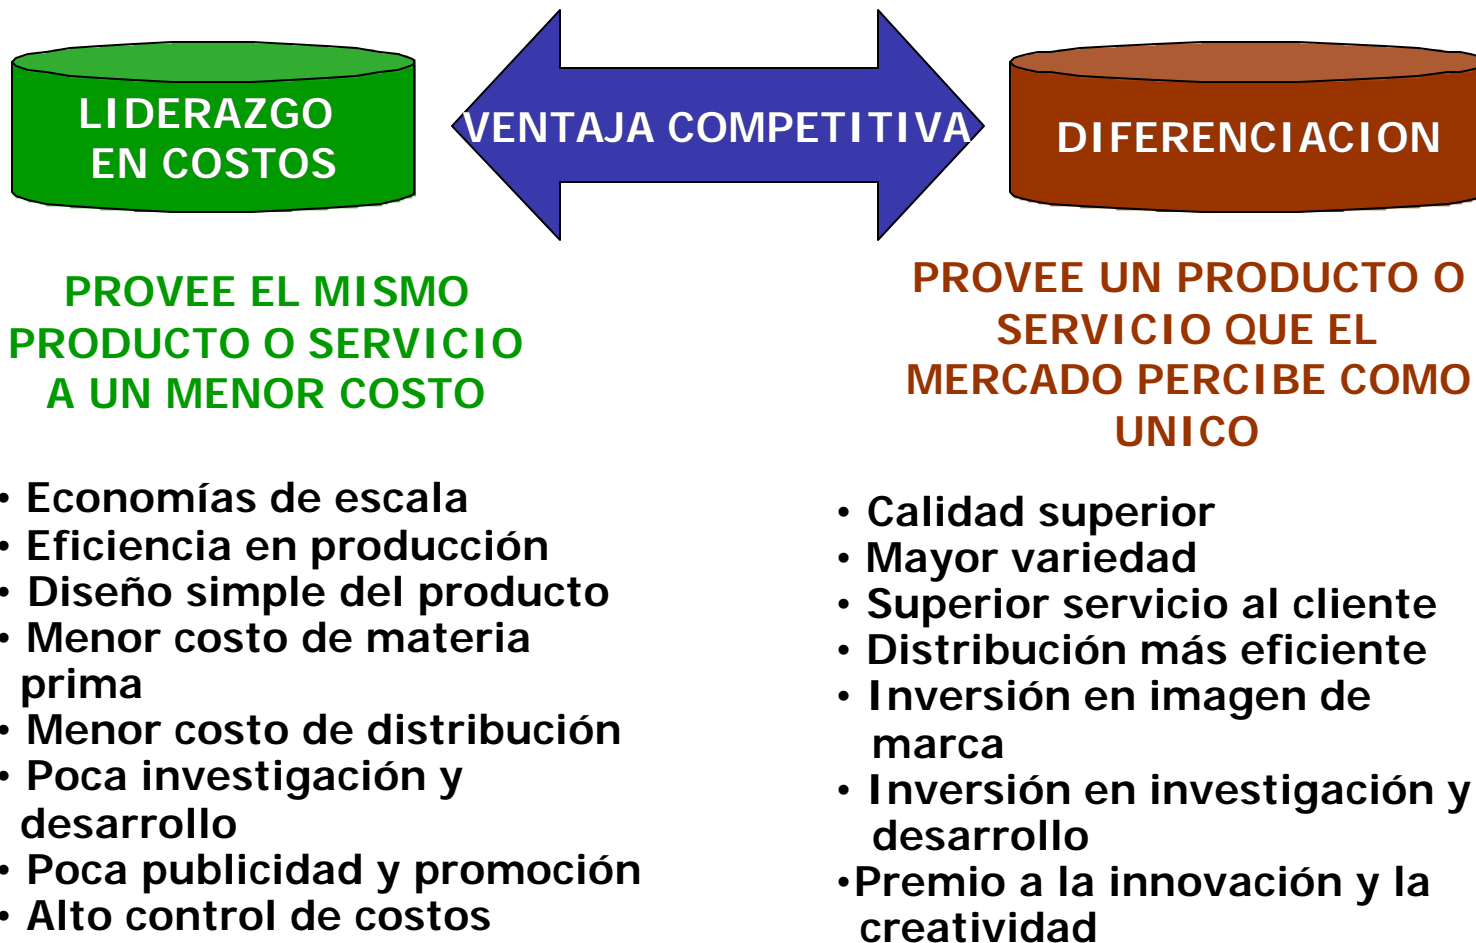 LIDERAZGO
EN COSTOS
VENTAJA COMPETITIVA
DIFERENCIACION
PROVEE EL MISMO
PRODUCTO O SERVICIO
A UN MENOR COSTO
PROVEE UN PRODUCTO O
SERVICIO QUE EL
MERCADO PERCIBE COMO
UNICO
• Economías de escala
• Eficiencia en producción
• Diseño simple del producto
• Menor costo de materia
prima
• Menor costo de distribución
• Poca investigación y
desarrollo
• Poca publicidad y promoción
• Alto control de costos
• Calidad superior
• Mayor variedad
• Superior servicio al cliente
• Distribución más eficiente
• Inversión en imagen de
marca
• Inversión en investigación y
desarrollo
•Premio a la innovación y la
creatividad